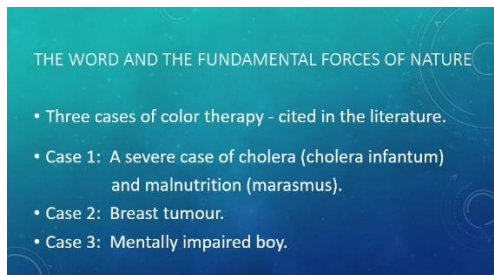 THE WORD AND THE FUNDAMENTAL FORCES OF NATURE
• Three cases of color therapy - cited in the literature.
• Case 1: A severe case of cholera (cholera infantum)
and malnutrition (marasmus).
• Case 2: Breast tumour.
• Case 3: Mentally impaired boy.